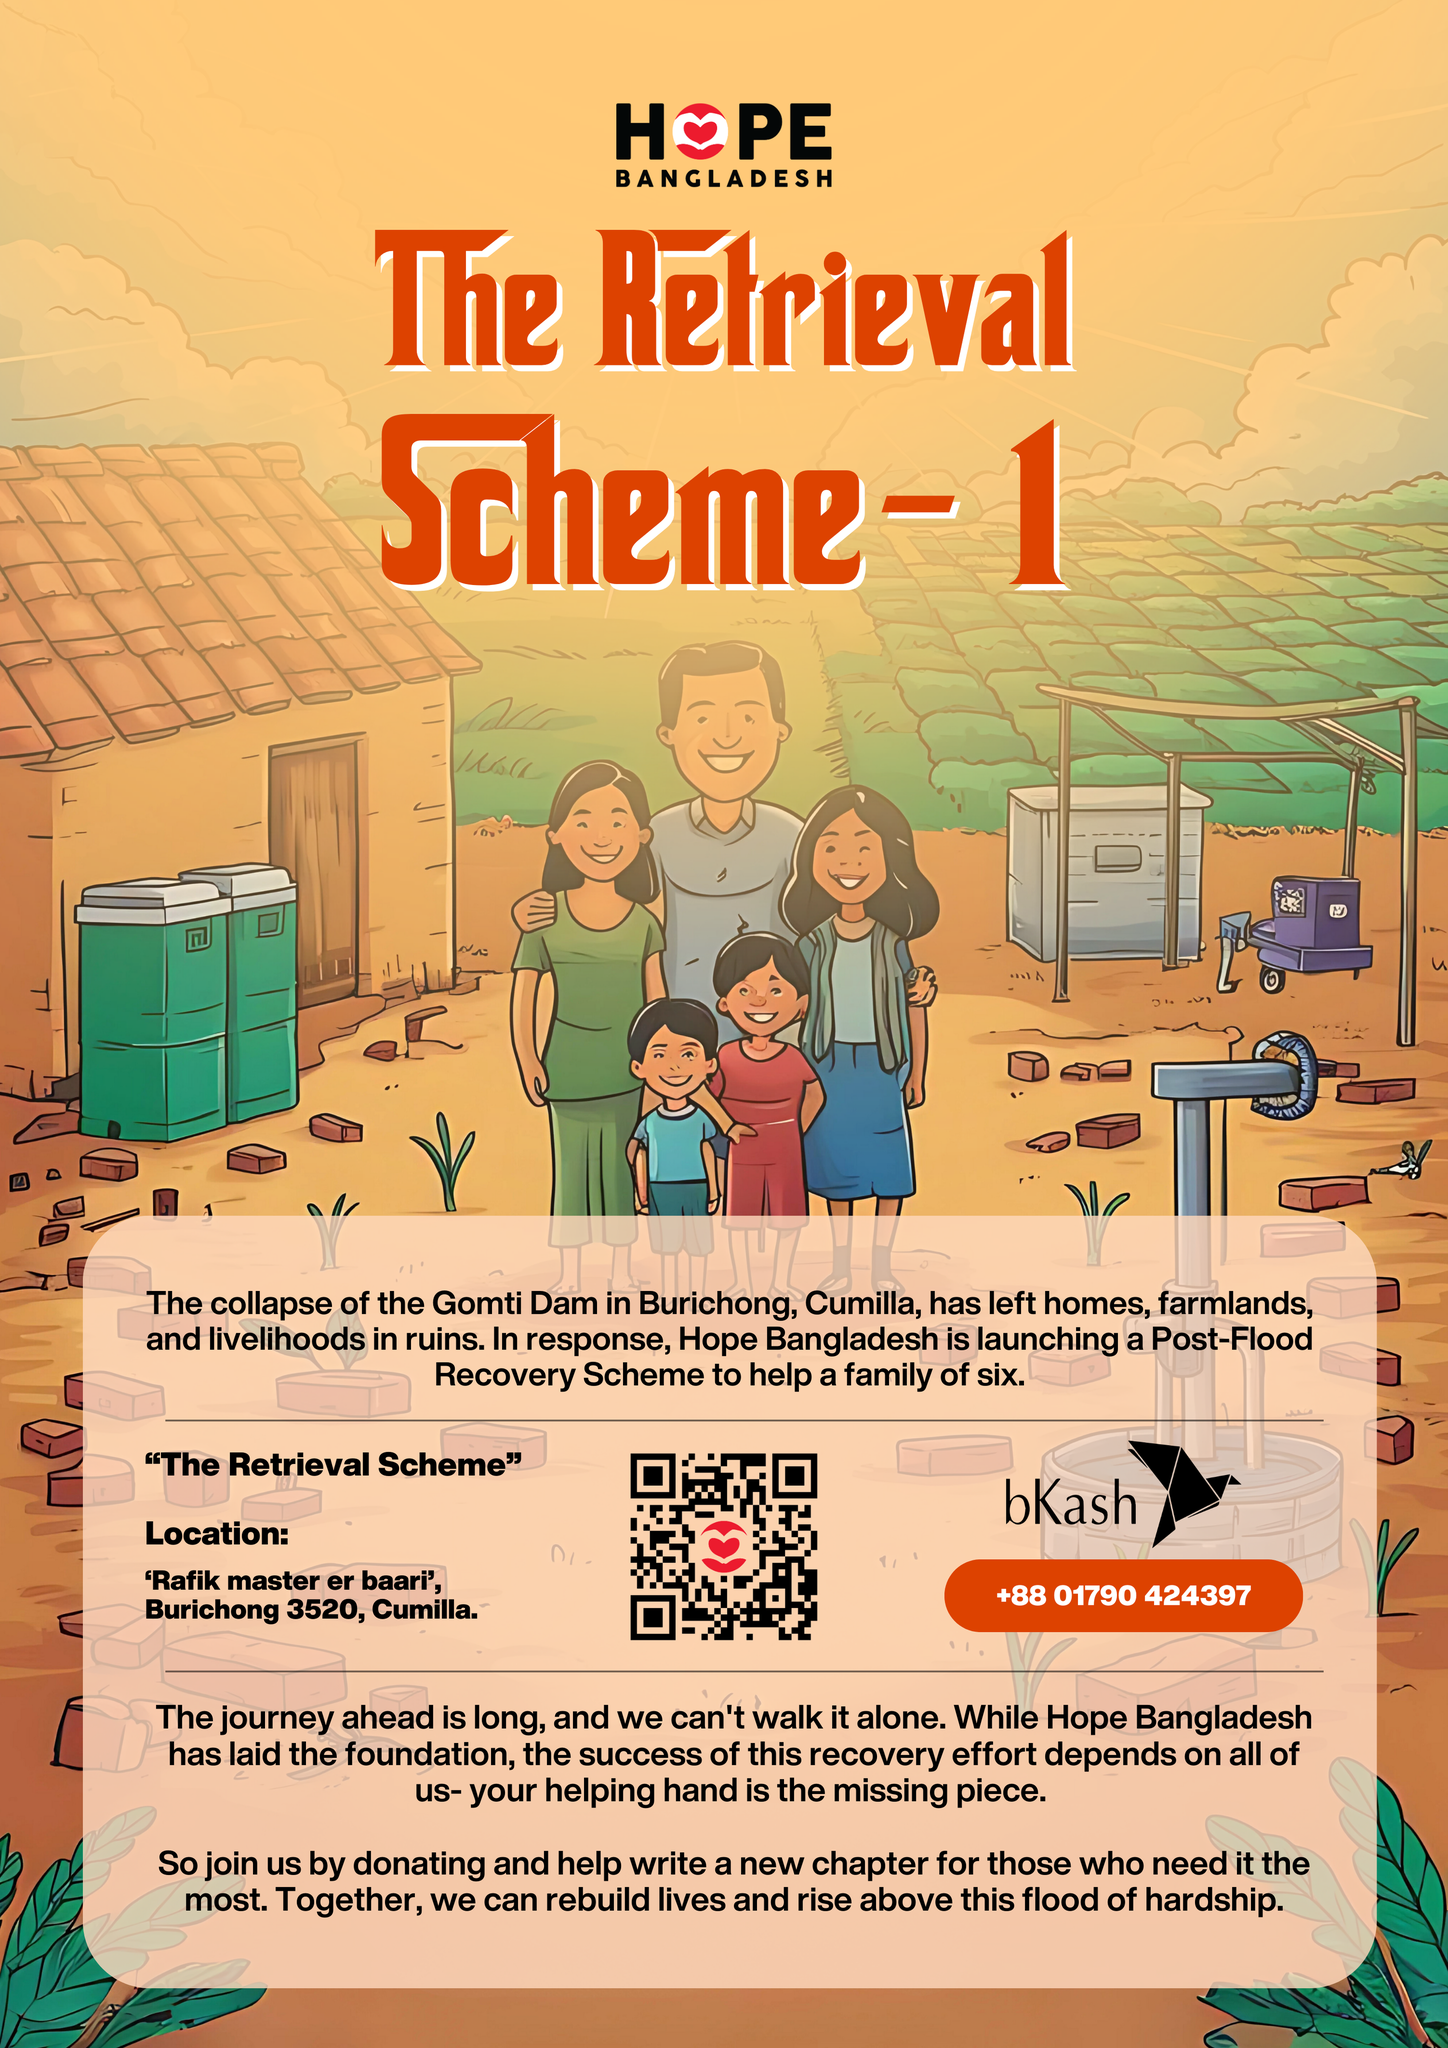 HOPE
BANGLADESH
The Retrieval
Scheme - 1
The collapse of the Gomti Dam in Burichong, Cumilla, has left homes, farmlands,
and livelihoods in ruins. In response, Hope Bangladesh is launching a Post-Flood
Recovery Scheme to help a family of six.
“The Retrieval Scheme”
Location:
‘Rafik master er baari’,
Burichong 3520, Cumilla.
bKash
+88 01790 424397
The journey ahead is long, and we can't walk it alone. While Hope Bangladesh
has laid the foundation, the success of this recovery effort depends on all of
us- your helping hand is the missing piece.
So join us by donating and help write a new chapter for those who need it the
most. Together, we can rebuild lives and rise above this flood of hardship.